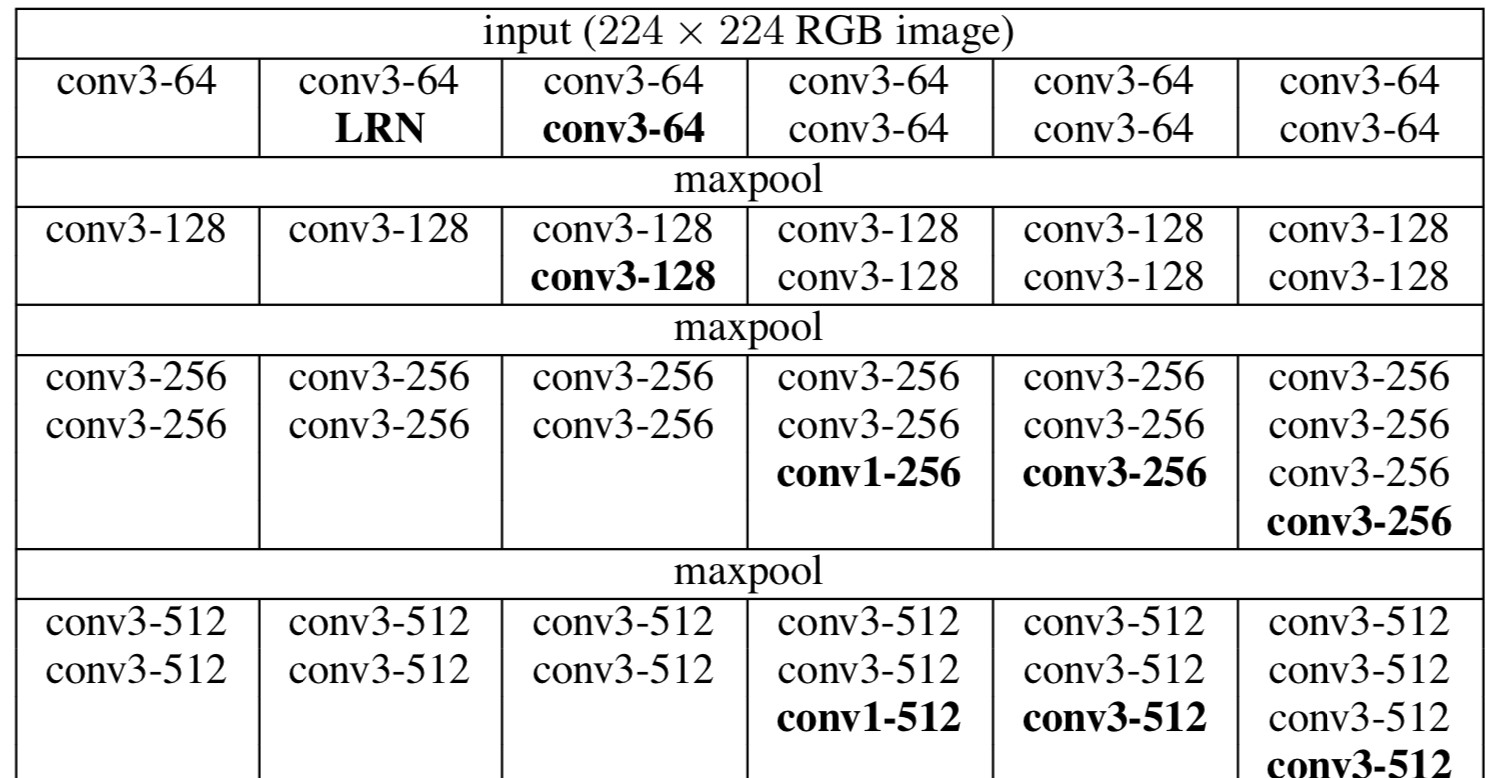 input (224 × 224 RGB image)
conv3-64 conv3-64 conv3-64 conv3-64 conv3-64 conv3-64
LRN conv3-64 conv3-64 conv3-64 conv3-64
maxpool
conv3-128 conv3-128 conv3-128 conv3-128 conv3-128 conv3-128
conv3-128 conv3-128 conv3-128 conv3-128
maxpool
conv3-256 conv3-256 conv3-256 conv3-256 conv3-256 conv3-256
conv3-256 conv3-256 conv3-256 conv3-256 conv3-256 conv3-256
conv1-256 conv3-256 conv3-256
conv3-256
maxpool
conv3-512 conv3-512 conv3-512 conv3-512 conv3-512 conv3-512
conv3-512 conv3-512 conv3-512 conv3-512 conv3-512 conv3-512
conv1-512 conv3-512 conv3-512
conv3-512